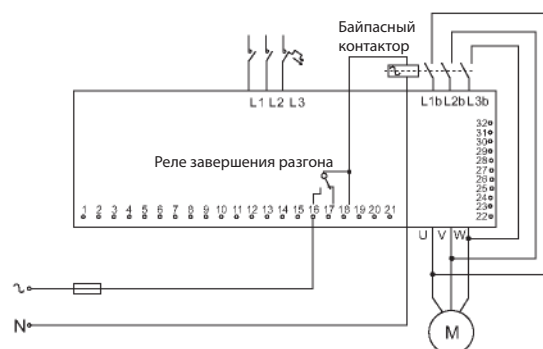 Байпасный
контактор
L1 L2 L3
L1b L2b L3b
32
31
30
29
28
27
26
25
24
23
22
Реле завершения разгона
1 2 3 4 5 6 7 8 9 10 11 12 13 14 15 16 17 18 19 20 21
U V W
N
M